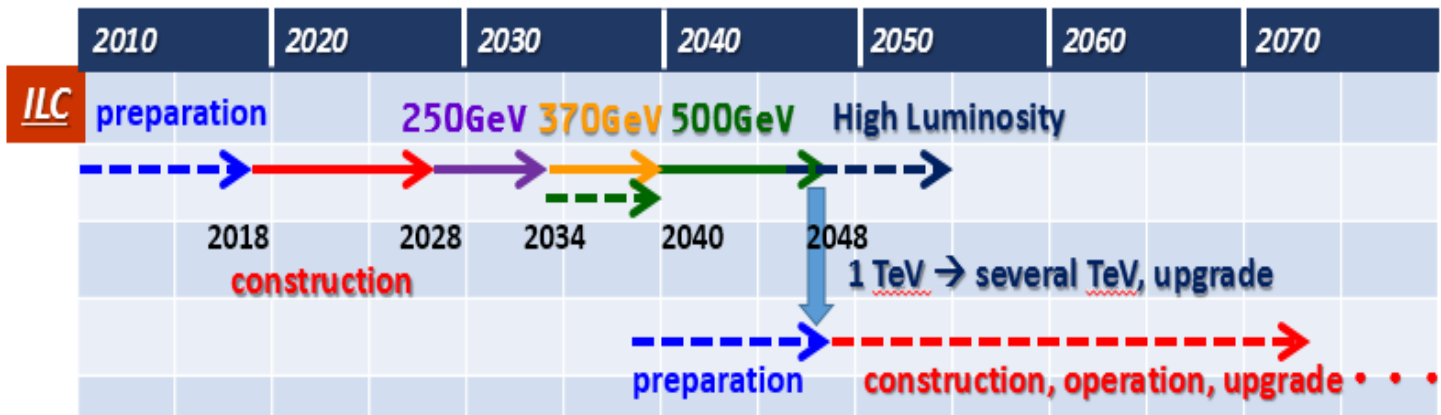 2010 2020 2030 2040 2050 2060 2070
ILC
preparation 250GeV 370GeV 500GeV High Luminosity
2018 2028 2034 2040 2048
construction
1 TeV → several TeV, upgrade
preparation construction, operation, upgrade・・・